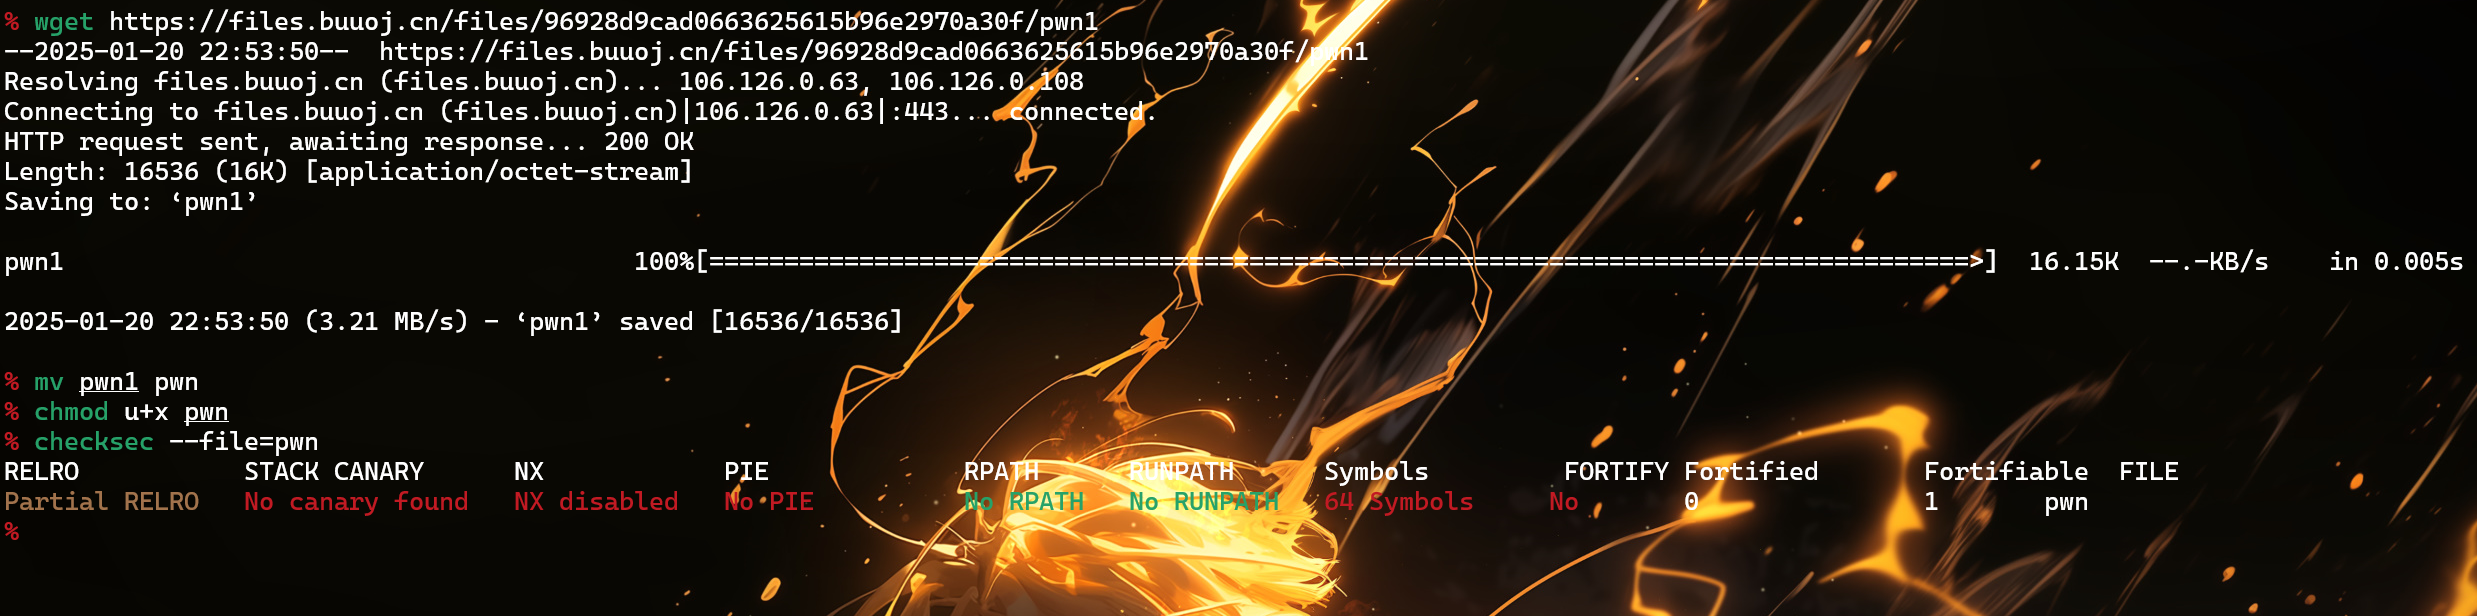 % wget https://files.buuoj.cn/files/96928d9cad0663625615b96e2970a30f/pwn1
--2025-01-20 22:53:50--  https://files.buuoj.cn/files/96928d9cad0663625615b96e2970a30f/pwn1
Resolving files.buuoj.cn (files.buuoj.cn)... 106.126.0.63, 106.126.0.108
Connecting to files.buuoj.cn (files.buuoj.cn)|106.126.0.63|:443... connected.
HTTP request sent, awaiting response... 200 OK
Length: 16536 (16K) [application/octet-stream]
Saving to: ‘pwn1’
pwn1 100%[====================================================================================>] 16.15K --.-KB/s in 0.005s
2025-01-20 22:53:50 (3.21 MB/s) - ‘pwn1’ saved [16536/16536]
% mv pwn1 pwn
% chmod u+x pwn
% checksec --file=pwn
RELRO STACK CANARY NX PIE RPATH RUNPATH Symbols FORTIFY Fortified Fortifiable FILE
Partial RELRO No canary found NX disabled No PIE No RPATH No RUNPATH 64 Symbols No 0 1 pwn
%